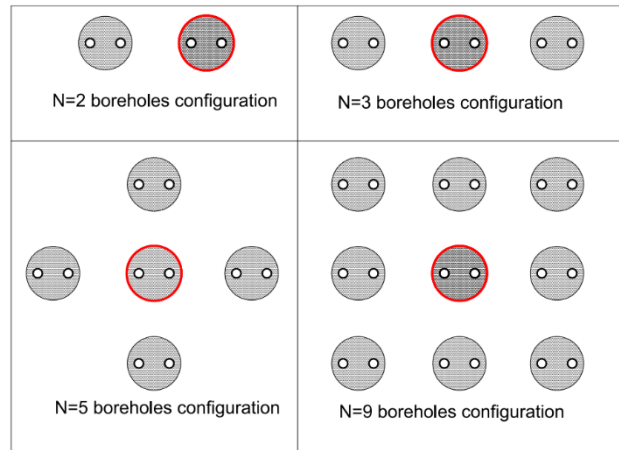 N=2 boreholes configuration
N=3 boreholes configuration
N=5 boreholes configuration
N=9 boreholes configuration